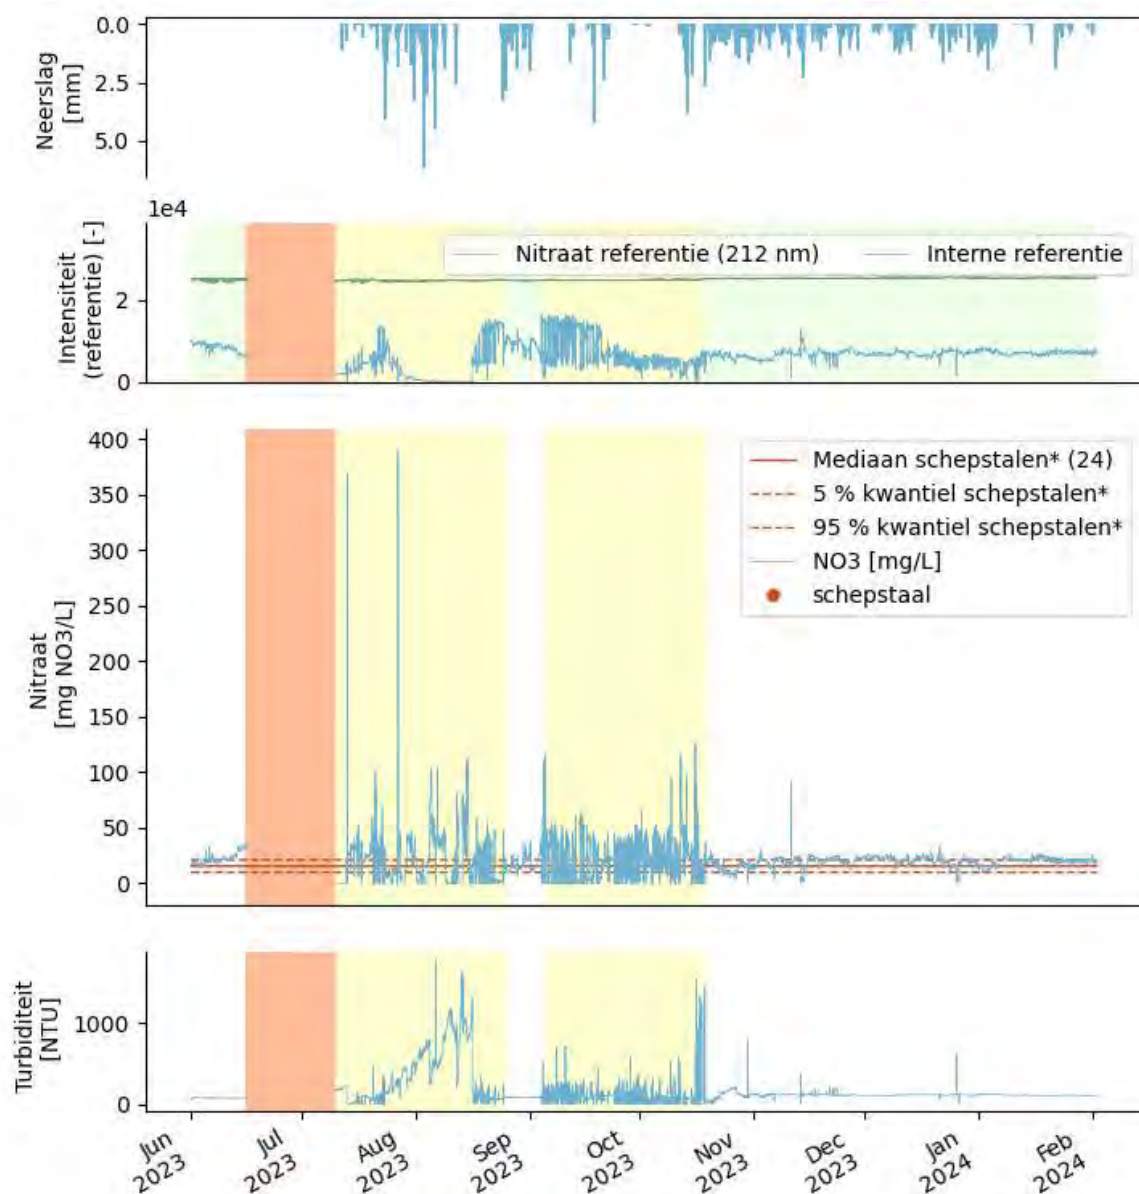 0.0
2.5
5.0
Neerslag
[mm]
1e4
2
0
Intensiteit
(referentie) [-]
Nitraat referentie (212 nm)
Interne referentie
400
350
300
250
200
150
100
50
0
Nitraat
[mg NO3/L]
Mediaan schepstalen* (24)
5 % kwantiel schepstalen*
95 % kwantiel schepstalen*
NO3 [mg/L]
schepstaal
1000
0
Turbiditeit
[NTU]
Jun
2023
Jul
2023
Aug
2023
Sep
2023
Oct
2023
Nov
2023
Dec
2023
Jan
2024
Feb
2024